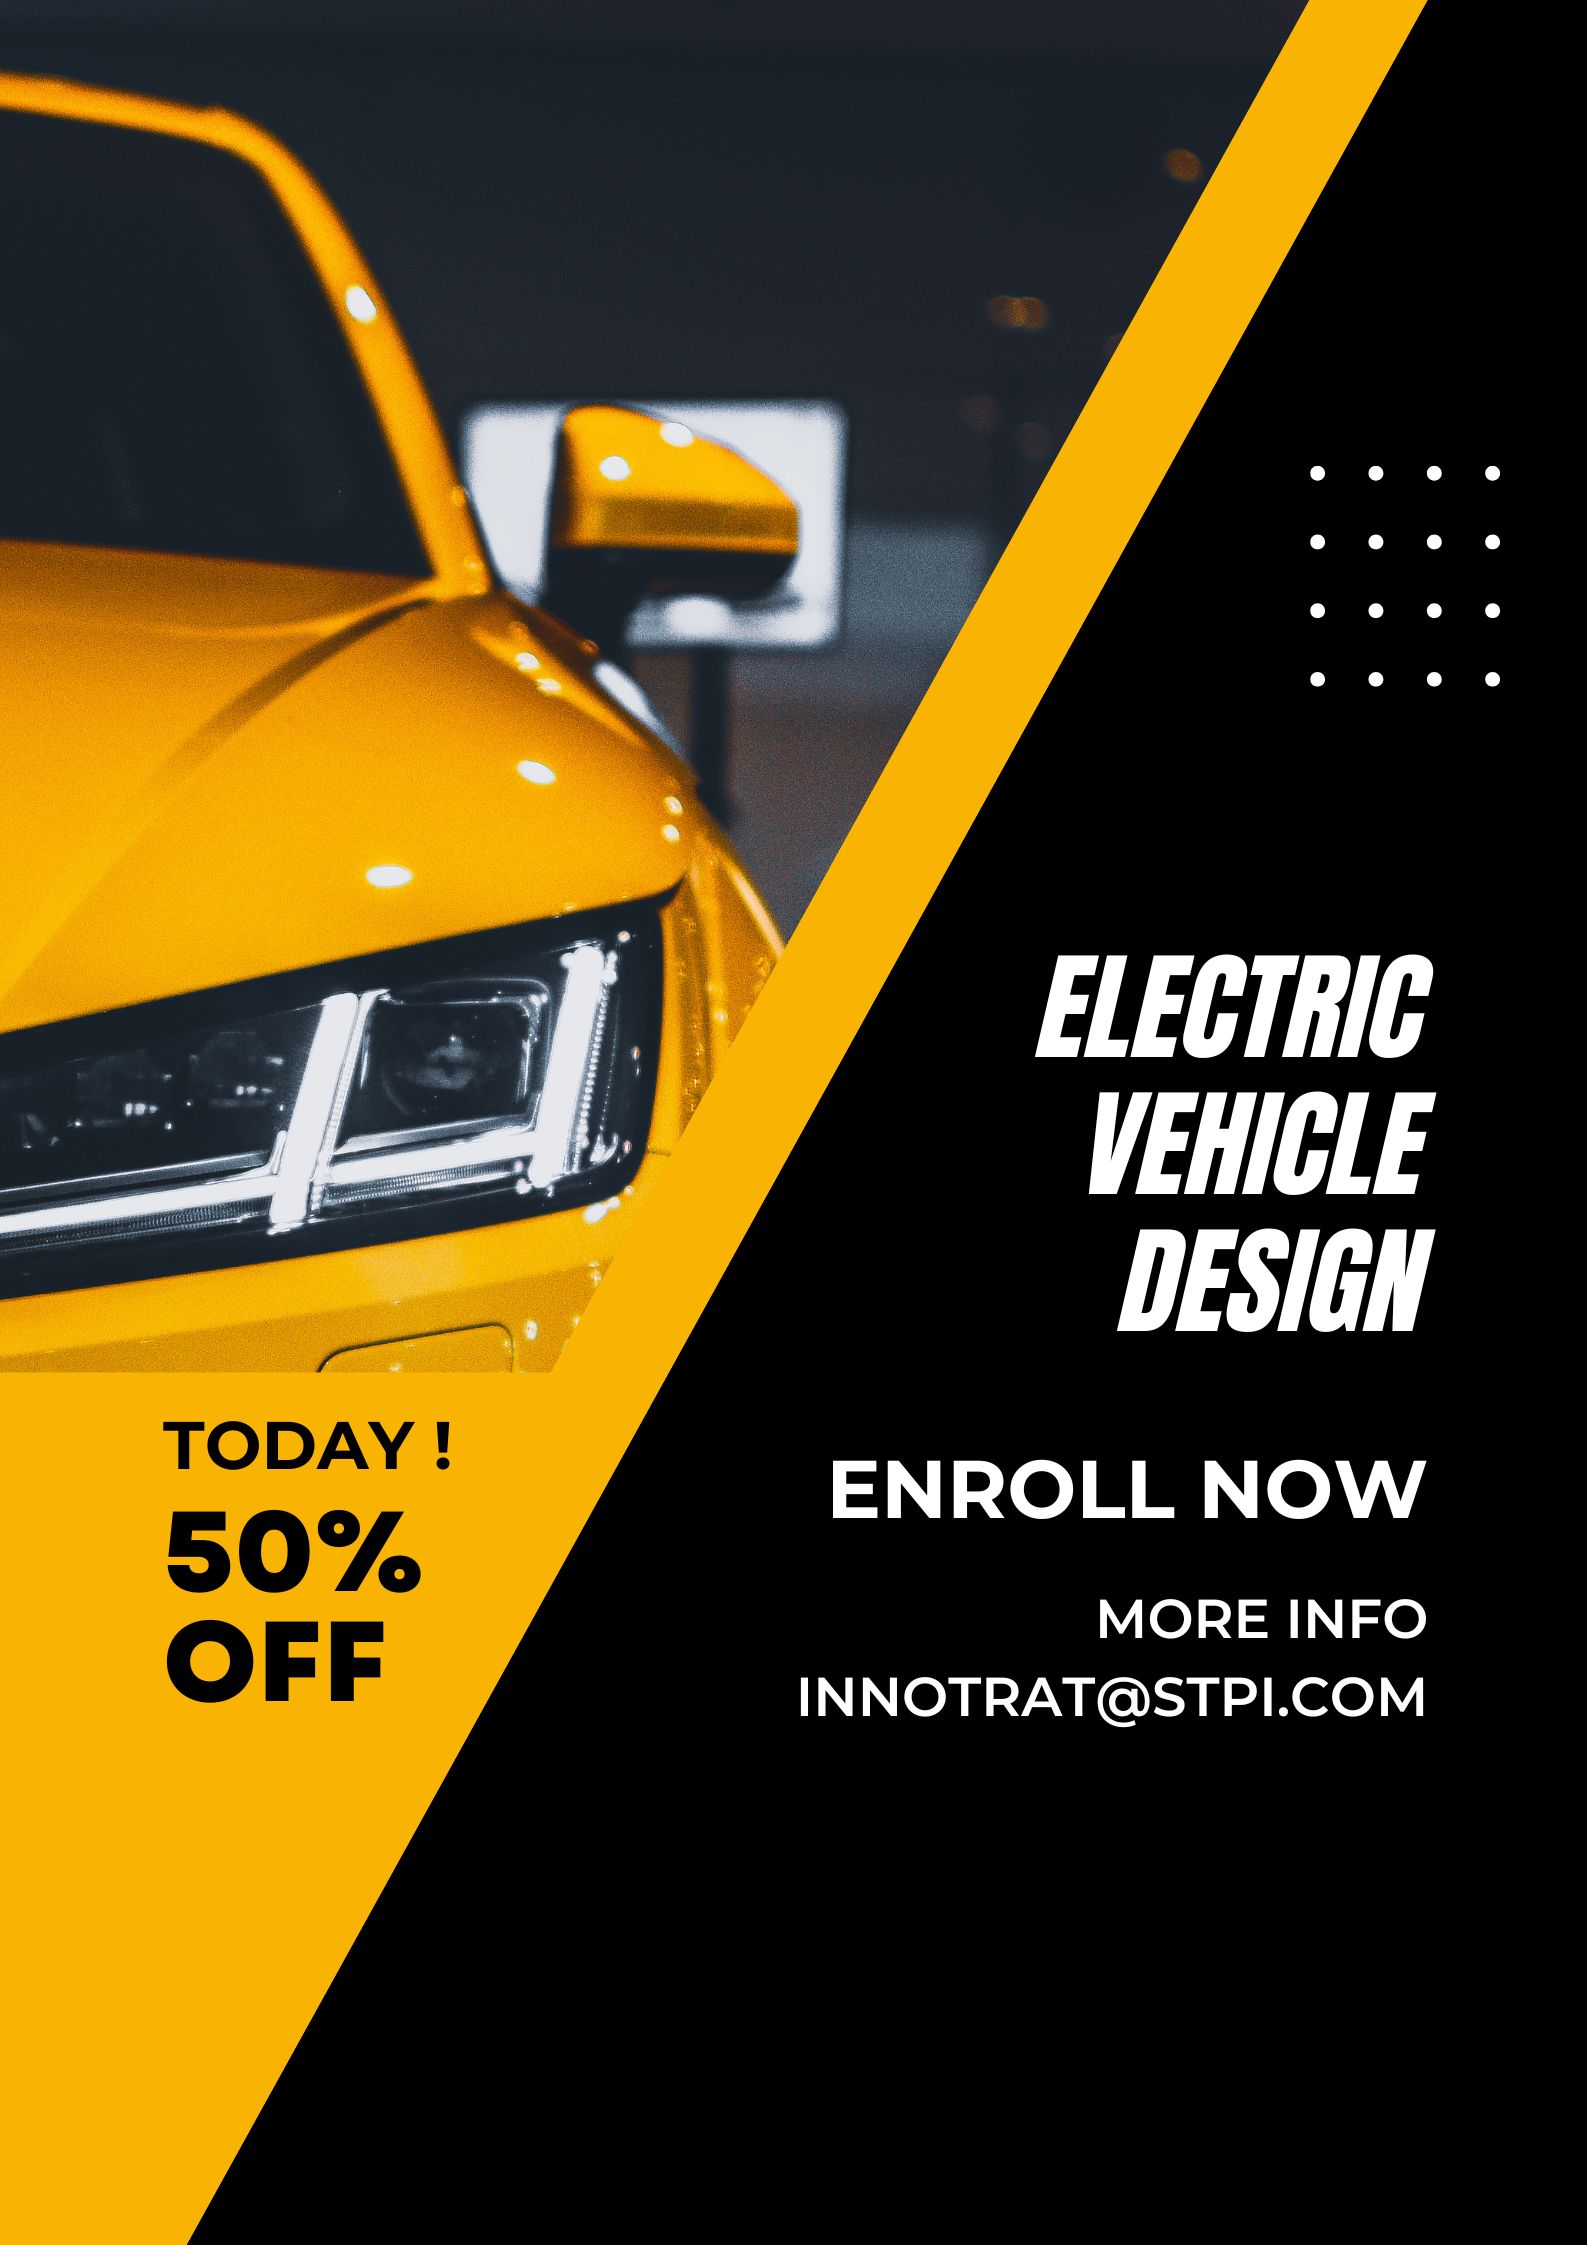 ELECTRIC
VEHICLE
DESIGN
TODAY !
50%
OFF
ENROLL NOW
MORE INFO
INNOTRAT@STPI.COM